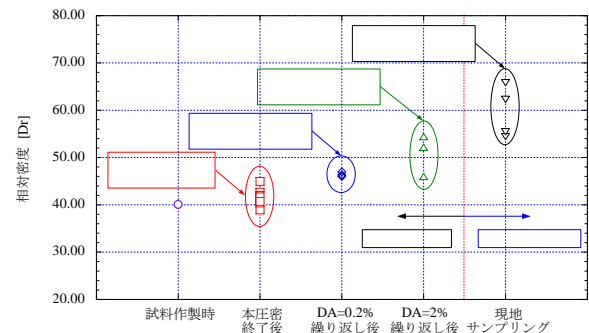 80.00
70.00
60.00
50.00
40.00
30.00
20.00
相対密度 [Dr]
試料作製時
本圧密
終了後
DA=0.2%
繰り返し後
DA=2%
繰り返し後
現地
サンプリング